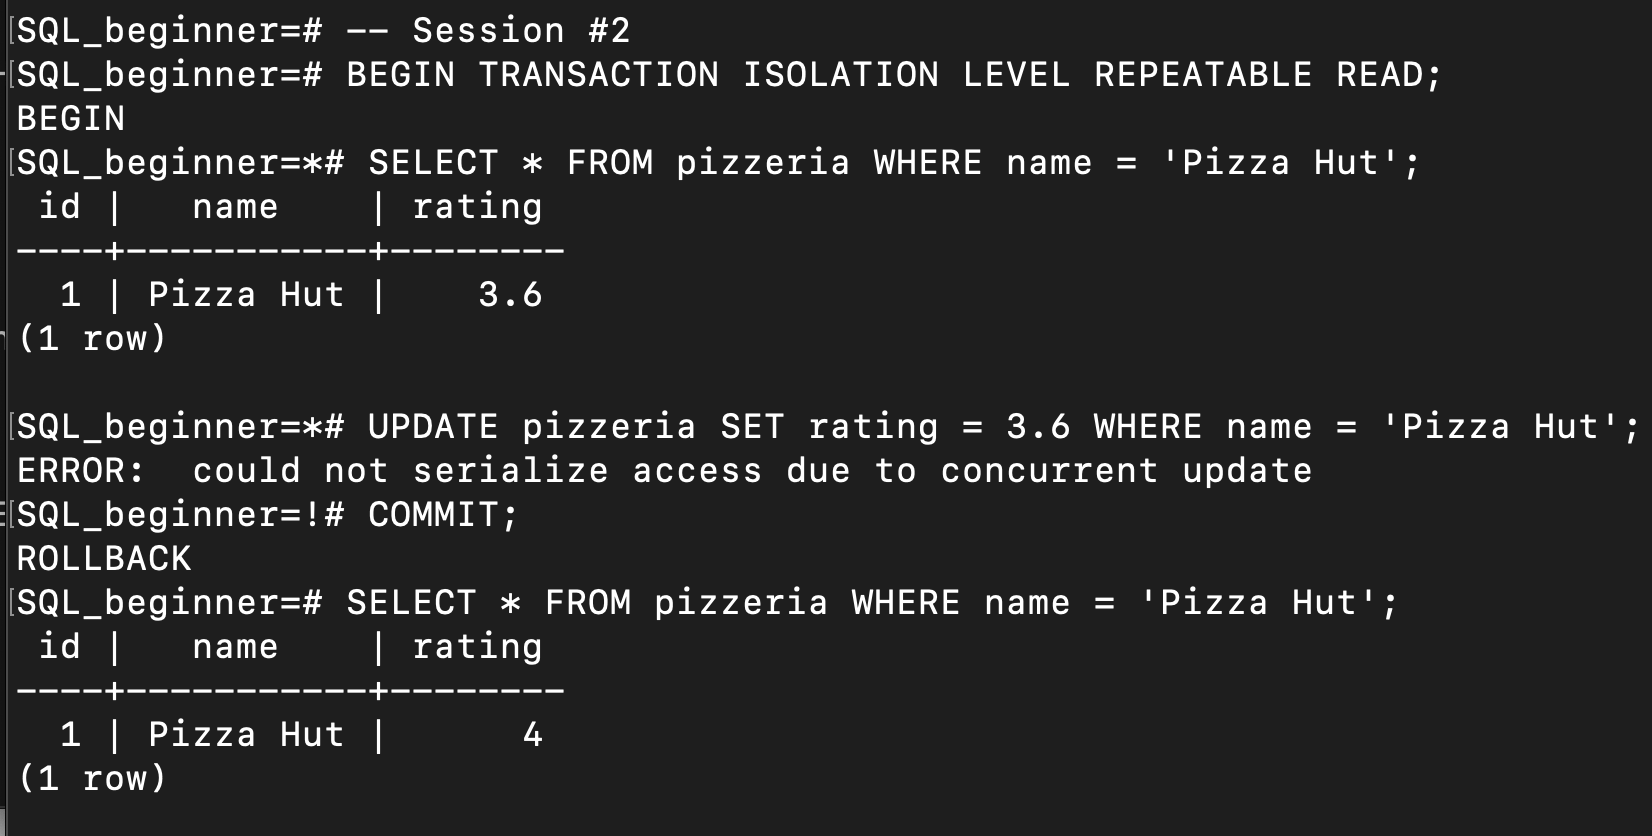 SQL_beginner=# -- Session #2
SQL_beginner=# BEGIN TRANSACTION ISOLATION LEVEL REPEATABLE READ;
BEGIN
SQL_beginner=*# SELECT * FROM pizzeria WHERE name = 'Pizza Hut';
 id |   name    | rating
----+-----------+--------
  1 | Pizza Hut |    3.6
(1 row)

SQL_beginner=*# UPDATE pizzeria SET rating = 3.6 WHERE name = 'Pizza Hut';
ERROR:  could not serialize access due to concurrent update
SQL_beginner=!# COMMIT;
ROLLBACK
SQL_beginner=# SELECT * FROM pizzeria WHERE name = 'Pizza Hut';
 id |   name    | rating
----+-----------+--------
  1 | Pizza Hut |      4
(1 row)